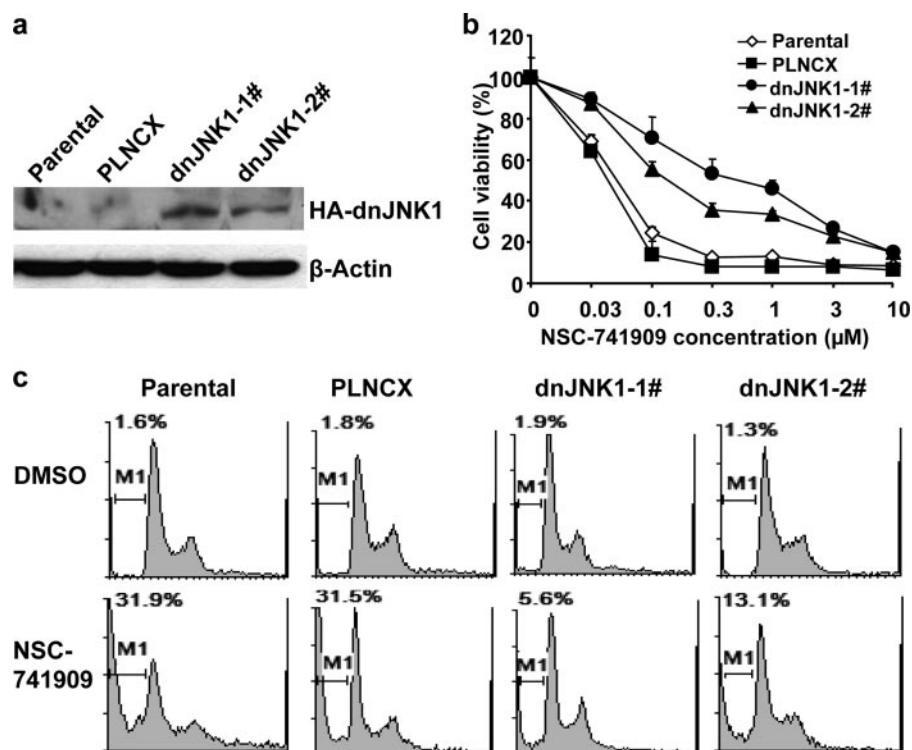 a
Parental
PLNCX
dnJNK1-1#
dnJNK1-2#
HA-dnJNK1
β-Actin
b
Parental
PLNCX
dnJNK1-1#
dnJNK1-2#
Cell viability (%)
120
100
80
60
40
20
0
0 0.03 0.1 0.3 1 3 10
NSC-741909 concentration (μM)
c
Parental PLNCX dnJNK1-1# dnJNK1-2#
DMSO
1.6% 1.8% 1.9% 1.3%
M1 M1 M1 M1
NSC-
741909
31.9% 31.5% 5.6% 13.1%
M1 M1 M1 M1